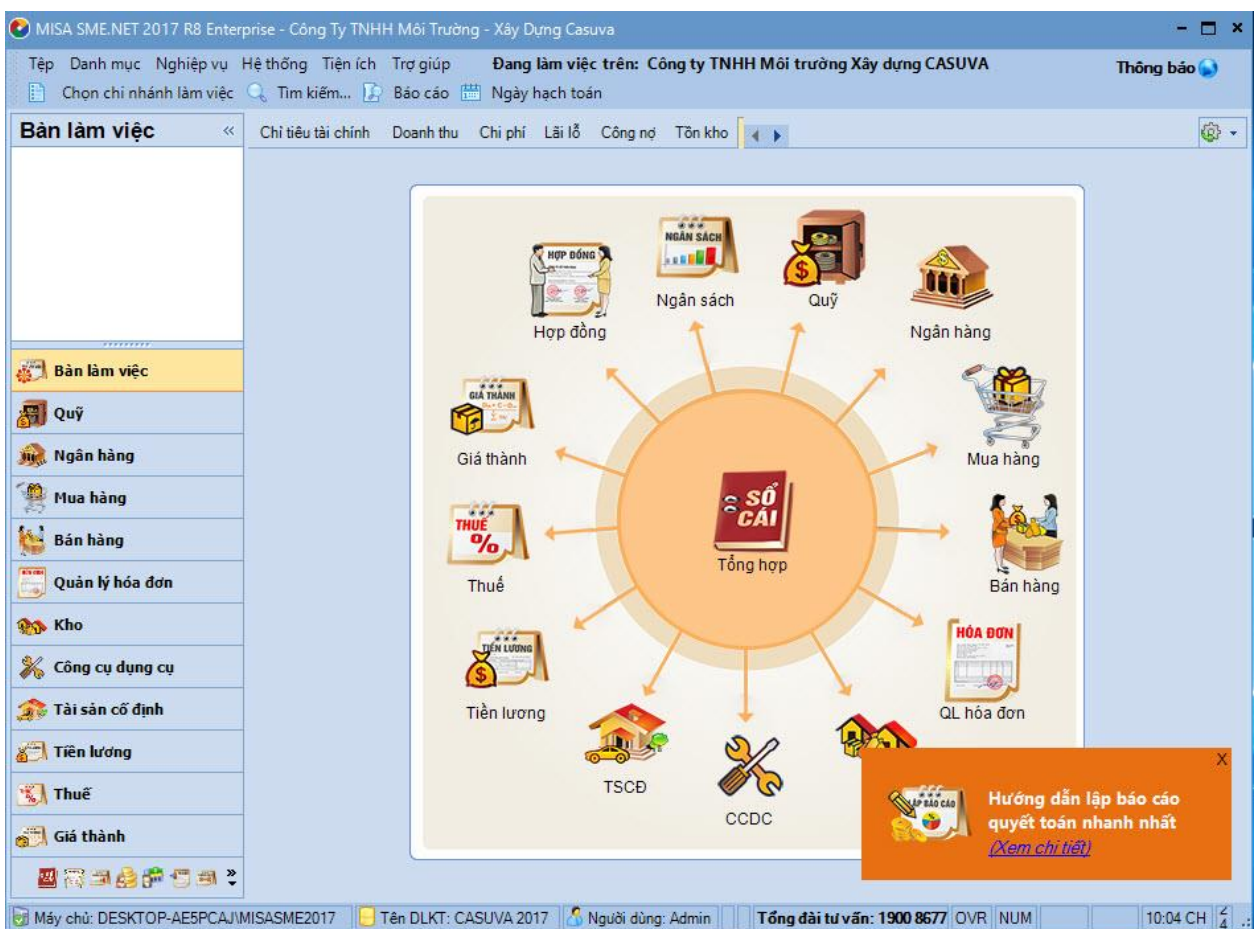 MISA SME.NET 2017 R8 Enterprise - Công Ty TNHH Môi Trường - Xây Dựng Casuva
Tệp Danh mục Nghiệp vụ Hệ thống Tiện ích Trợ giúp Đang làm việc trên: Công ty TNHH Môi trường Xây dựng CASUVA Thông báo
Chọn chi nhánh làm việc Tìm kiếm... Báo cáo Ngày hạch toán
Bàn làm việc «
Chỉ tiêu tài chính Doanh thu Chi phí Lãi lỗ Công nợ Tồn kho
NGÂN SÁCH
HỢP ĐỒNG
Ngân sách
Quỹ
Hợp đồng
Ngân hàng
GIÁ THÀNH
Giá thành
Mua hàng
SỔ CÁI
Tổng hợp
THUẾ %
Thuế
Bán hàng
TIỀN LƯƠNG
Tiền lương
HÓA ĐƠN
QL hóa đơn
TSCĐ
CCDC
Bàn làm việc
Quỹ
Ngân hàng
Mua hàng
Bán hàng
Quản lý hóa đơn
Kho
Công cụ dụng cụ
Tài sản cố định
Tiền lương
Thuế
Giá thành
X
LẬP BÁO CÁO
Hướng dẫn lập báo cáo
quyết toán nhanh nhất
(Xem chi tiết)
Máy chủ: DESKTOP-AE5PCAJ\MISASME2017 Tên DLKT: CASUVA 2017 Người dùng: Admin Tổng đài tư vấn: 1900 8677 OVR NUM 10:04 CH